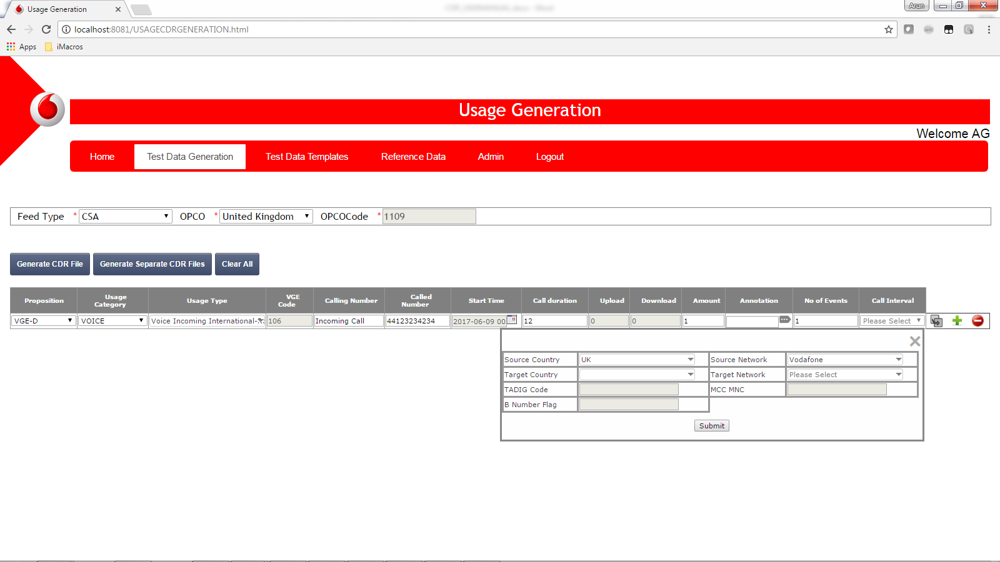 Usage Generation
Arun
localhost:8081/USAGECDRGENERATION.html
Apps iMacros
Usage Generation
Welcome AG
Home Test Data Generation Test Data Templates Reference Data Admin Logout
Feed Type * CSA OPCO * United Kingdom OPCOCode * 1109
Generate CDR File Generate Separate CDR Files Clear All
Proposition Usage Category Usage Type VGE Code Calling Number Called Number Start Time Call duration Upload Download Amount Annotation No of Events Call Interval
VGE-D VOICE Voice Incoming International- 106 Incoming Call 44123234234 2017-06-09 00 12 0 0 1 1 Please Select
Source Country UK Source Network Vodafone
Target Country Target Network Please Select
TADIG Code MCC MNC
B Number Flag
Submit